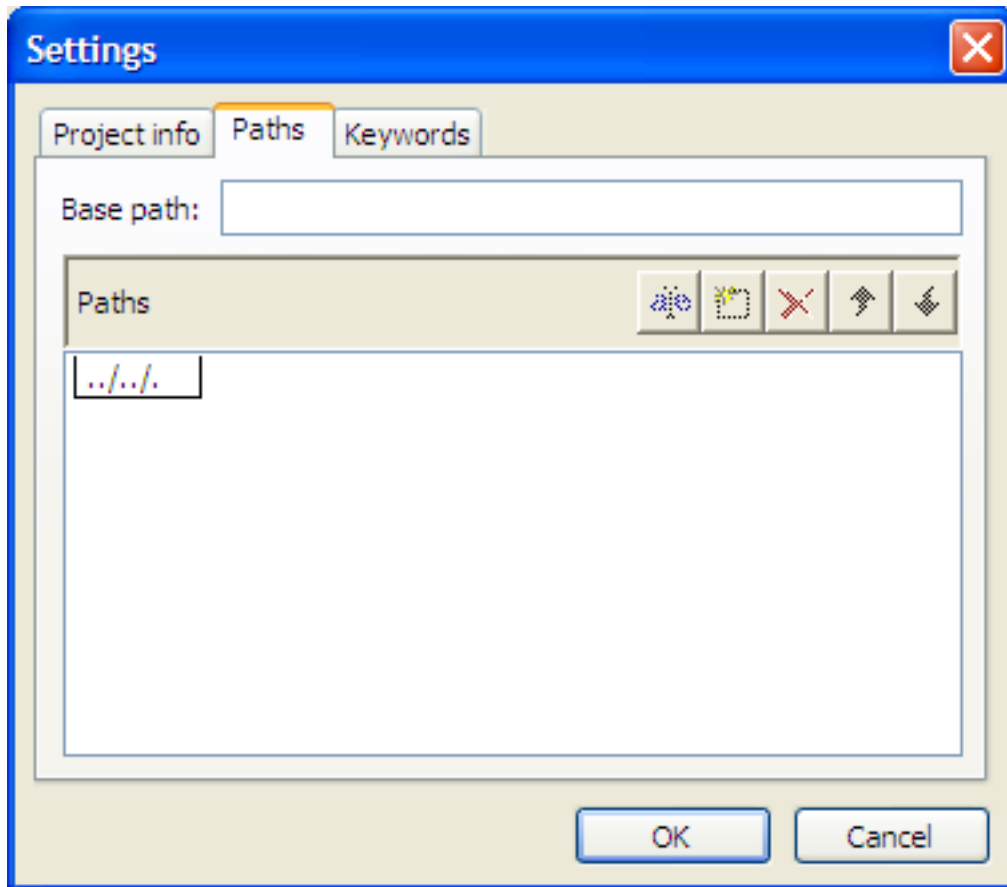 Settings
Project info Paths Keywords
Base path:
Paths
../../.
OK Cancel